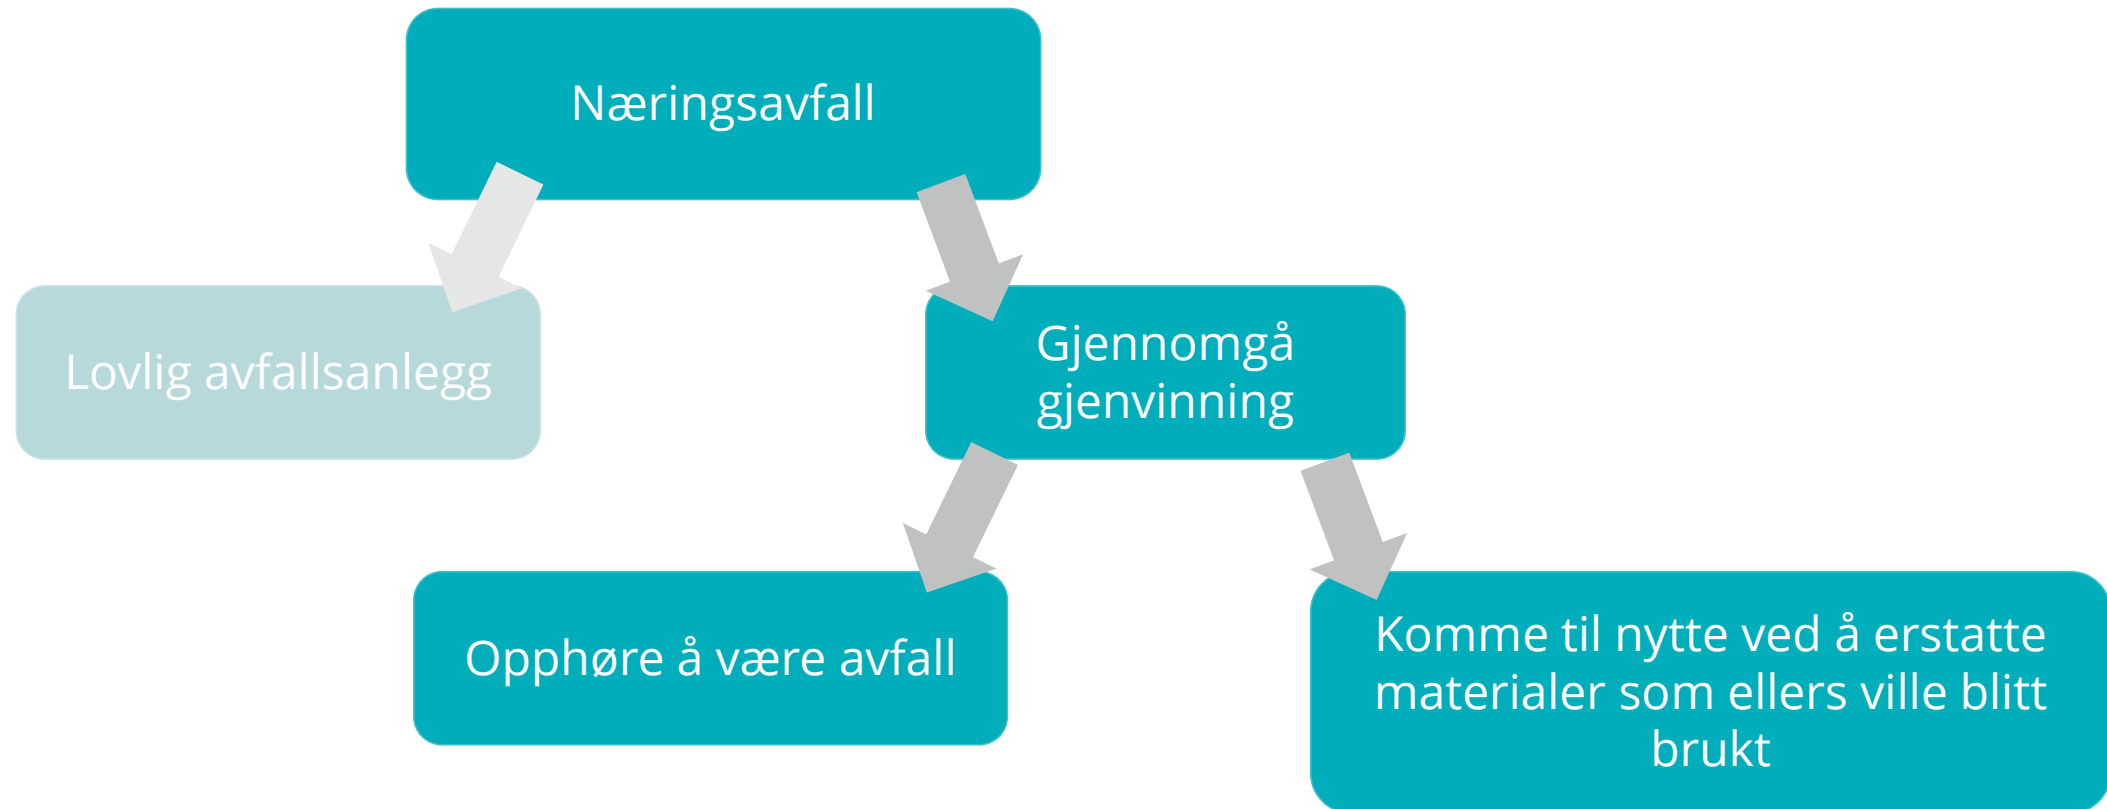 Næringsavfall
Lovlig avfallsanlegg
Gjennomgå
gjenvinning
Opphøre å være avfall
Komme til nytte ved å erstatte
materialer som ellers ville blitt
brukt